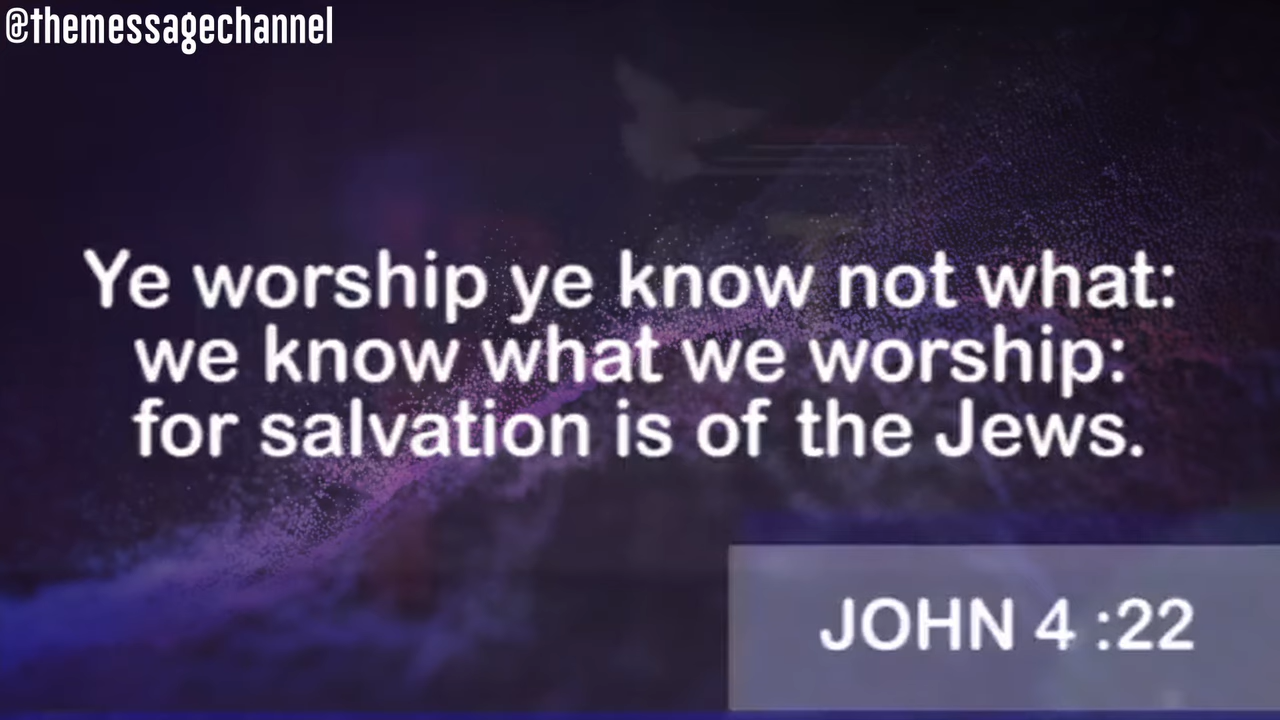 @themessagechannel
Ye worship ye know not what:
we know what we worship:
for salvation is of the Jews.
JOHN 4 :22